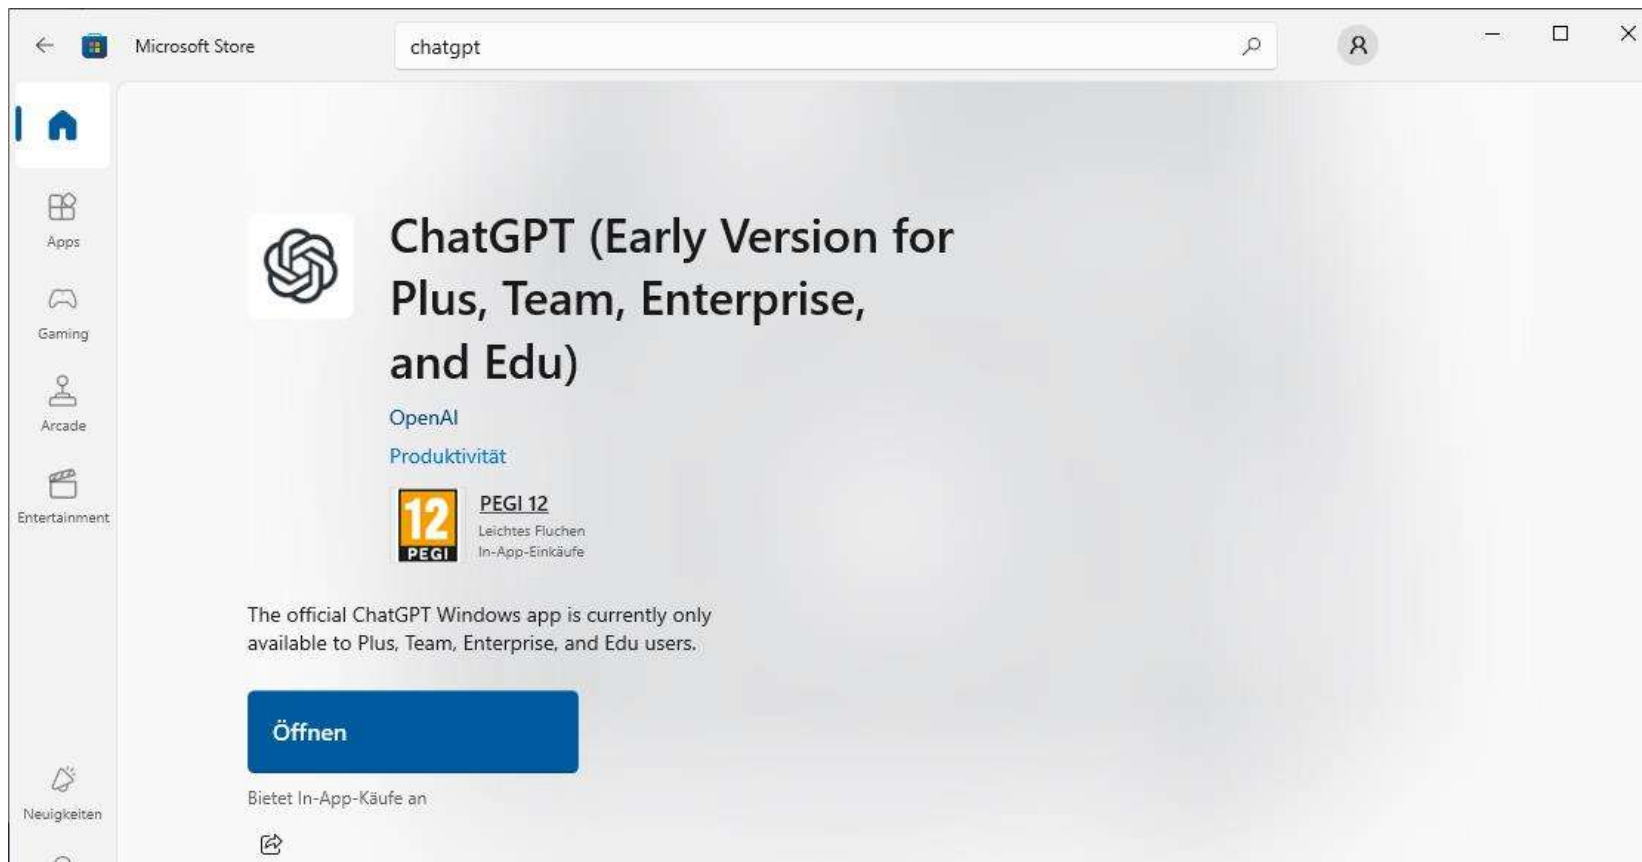 Microsoft Store
chatgpt
Apps
Gaming
Arcade
Entertainment
Neuigkeiten
ChatGPT (Early Version for
Plus, Team, Enterprise,
and Edu)
OpenAI
Produktivität
12
PEGI
PEGI 12
Leichtes Fluchen
In-App-Einkäufe
The official ChatGPT Windows app is currently only
available to Plus, Team, Enterprise, and Edu users.
Öffnen
Bietet In-App-Käufe an